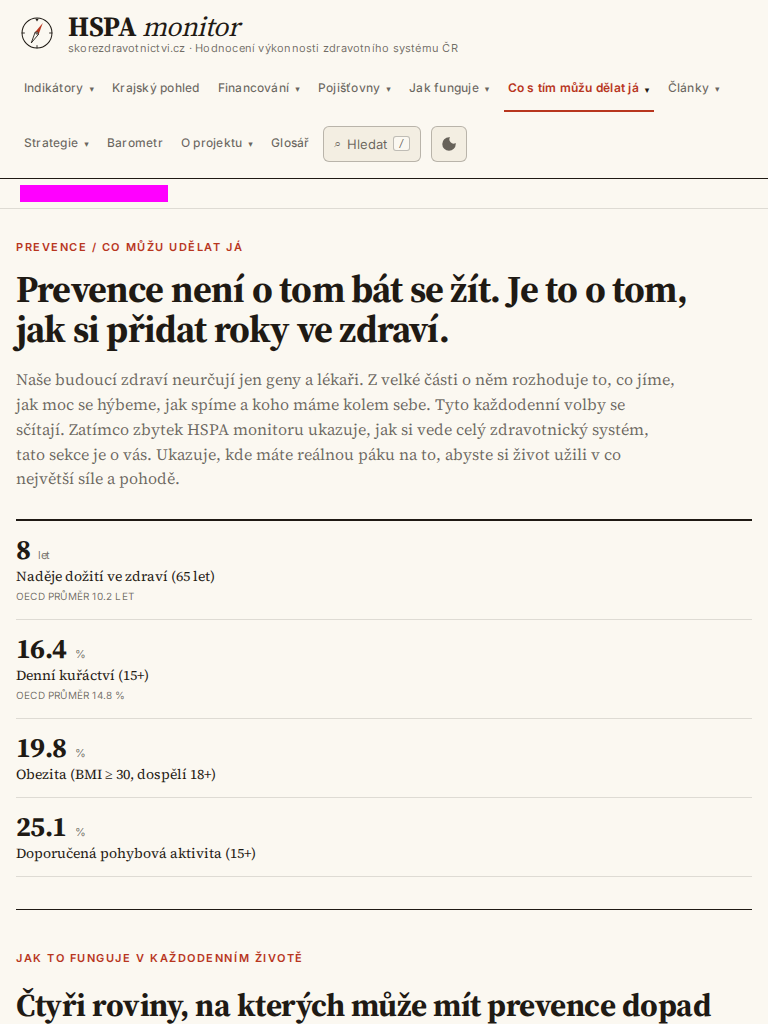 HSPA monitor
skorezdravotnictvi.cz · Hodnocení výkonnosti zdravotního systému ČR
Indikátory ▾ Krajský pohled Financování ▾ Pojišťovny ▾ Jak funguje ▾ Co s tím můžu dělat já ▾ Články ▾
Strategie ▾ Barometr O projektu ▾ Glosář Hledat /
PREVENCE / CO MŮŽU UDĚLAT JÁ
Prevence není o tom bát se žít. Je to o tom,
jak si přidat roky ve zdraví.
Naše budoucí zdraví neurčují jen geny a lékaři. Z velké části o něm rozhoduje to, co jíme,
jak moc se hýbeme, jak spíme a koho máme kolem sebe. Tyto každodenní volby se
sčítají. Zatímco zbytek HSPA monitoru ukazuje, jak si vede celý zdravotnický systém,
tato sekce je o vás. Ukazuje, kde máte reálnou páku na to, abyste si život užili v co
největší síle a pohodě.
8 let
Naděje dožití ve zdraví (65 let)
OECD PRŮMĚR 10.2 LET
16.4 %
Denní kuřáctví (15+)
OECD PRŮMĚR 14.8 %
19.8 %
Obezita (BMI ≥ 30, dospělí 18+)
25.1 %
Doporučená pohybová aktivita (15+)
JAK TO FUNGUJE V KAŽDODENNÍM ŽIVOTĚ
Čtyři roviny, na kterých může mít prevence dopad